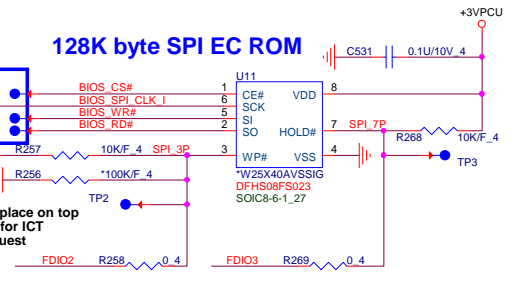 +3VPCU
128K byte SPI EC ROM
C531 0.1U/10V_4
U11
BIOS_CS# 1 CE# VDD 8
BIOS_SPI_CLK_I 6 SCK
BIOS_WR# 5 SI
BIOS_RD# 2 SO HOLD# 7 SPI_7P
R268 10K/F_4
R257 10K/F_4 SPI_3P 3 WP# VSS 4
TP3
R256 *100K/F_4
*W25X40AVSSIG
DFHS08FS023
SOIC8-6-1_27
TP2
place on top
for ICT
uest
FDIO2 R258 0_4 FDIO3 R269 0_4